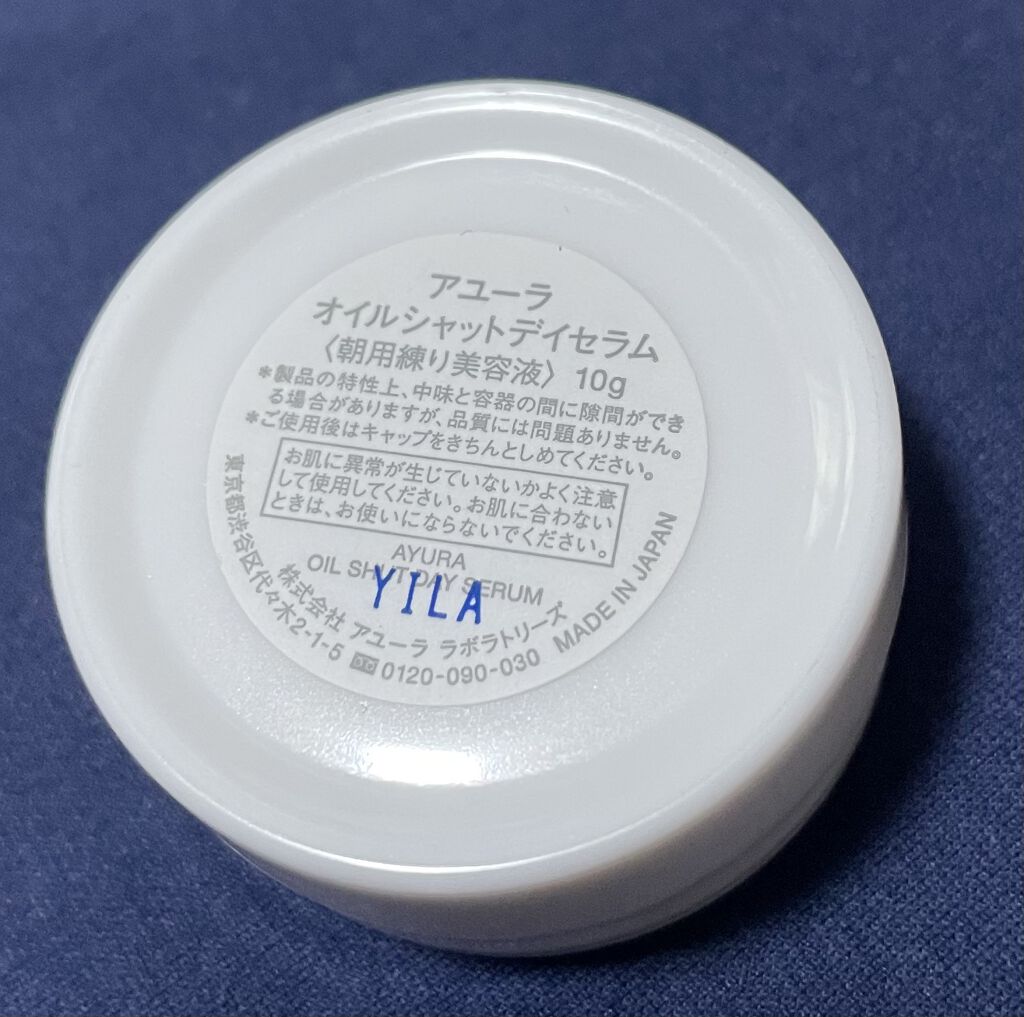 アユーラ
オイルシャットデイセラム
〈朝用練り美容液〉 10g
*製品の特性上、中味と容器の間に隙間ができ
る場合がありますが、品質には問題ありません。
*ご使用後はキャップをきちんとしめてください。
お肌に異常が生じていないかよく注意
して使用してください。お肌に合わない
ときは、お使いにならないでください。
AYURA
OIL SHUT DAY SERUM
YILA
株式会社 アユーラ ラボラトリーズ
東京都渋谷区代々木2-1-5 0120-090-030 MADE IN JAPAN